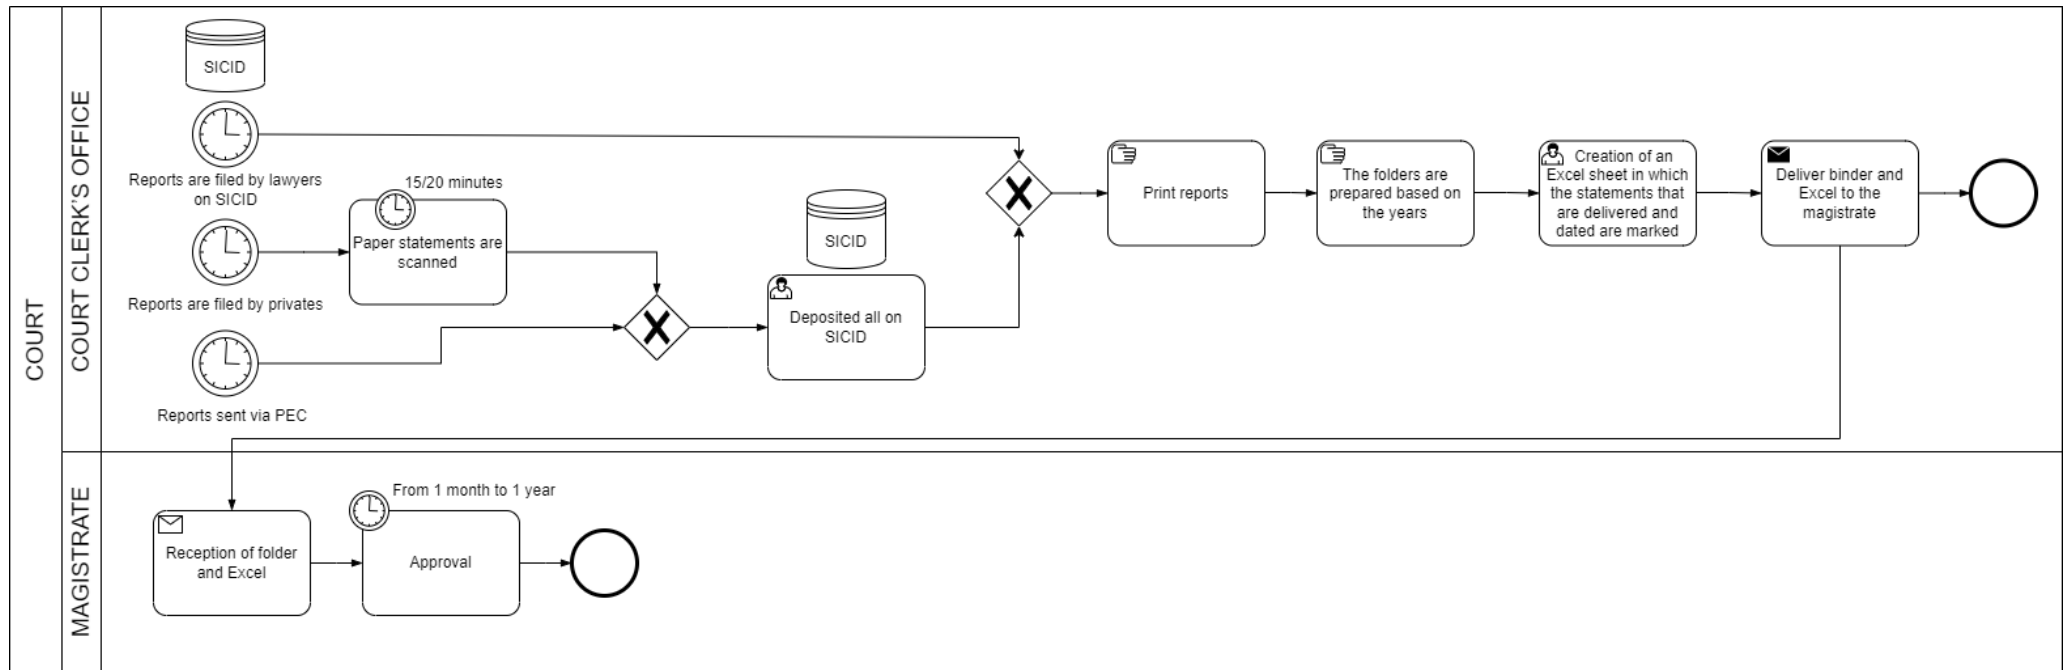 COURT
COURT CLERK'S OFFICE
SICID
Reports are filed by lawyers
on SICID
15/20 minutes
Paper statements are
scanned
Reports are filed by privates
Reports sent via PEC
SICID
Deposited all on
SICID
Print reports
The folders are
prepared based on
the years
Creation of an
Excel sheet in which
the statements that
are delivered and
dated are marked
Deliver binder and
Excel to the
magistrate
MAGISTRATE
Reception of folder
and Excel
From 1 month to 1 year
Approval